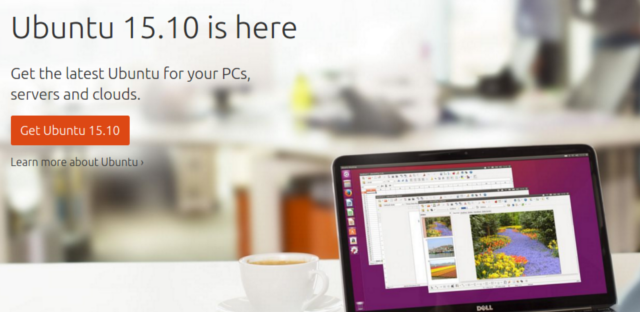 Ubuntu 15.10 is here
Get the latest Ubuntu for your PCs,
servers and clouds.
Get Ubuntu 15.10
Learn more about Ubuntu ›
DELL